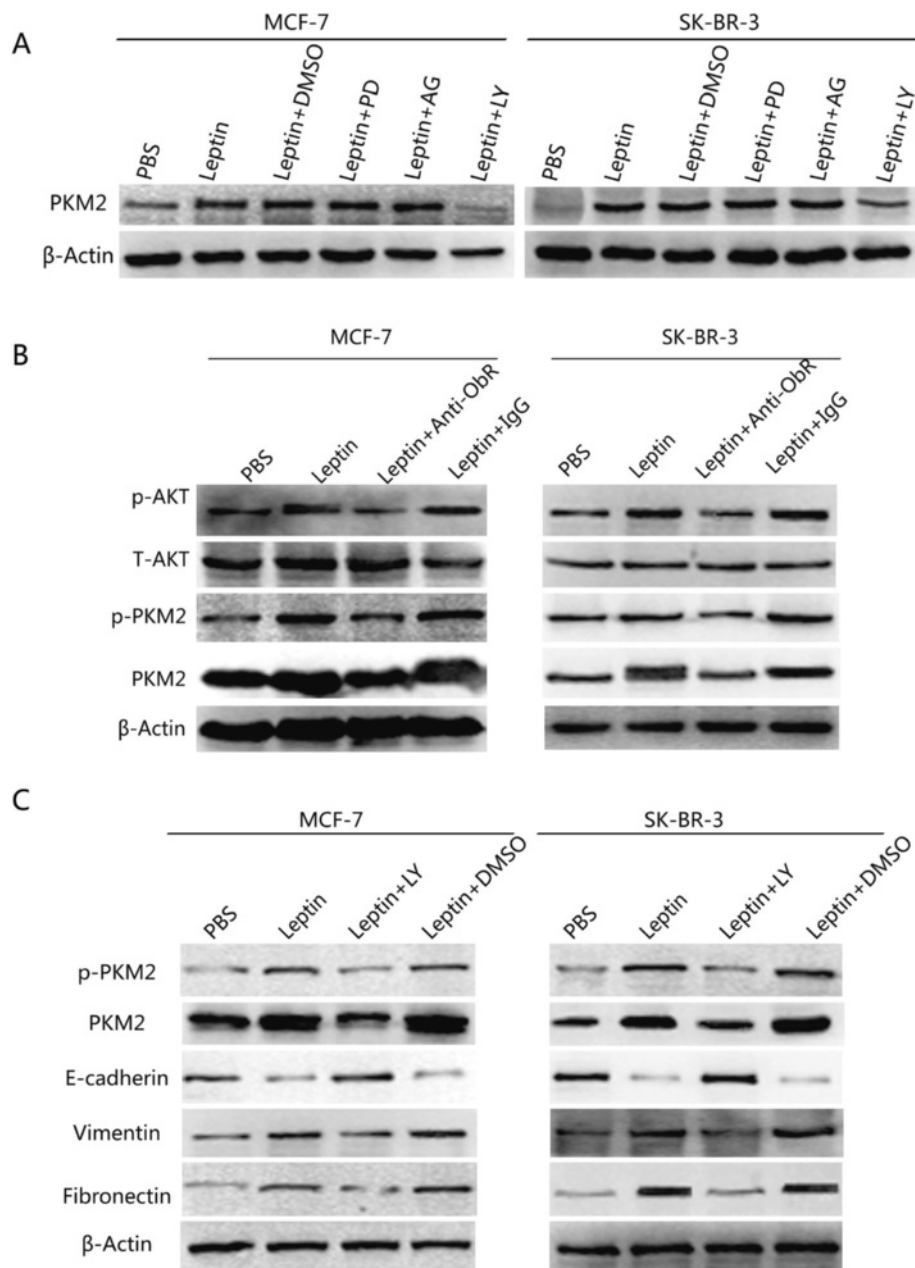 A
MCF-7
SK-BR-3
PBS
Leptin
Leptin+DMSO
Leptin+PD
Leptin+AG
Leptin+LY
PBS
Leptin
Leptin+DMSO
Leptin+PD
Leptin+AG
Leptin+LY
PKM2
β-Actin
B
MCF-7
SK-BR-3
PBS
Leptin
Leptin+Anti-ObR
Leptin+IgG
PBS
Leptin
Leptin+Anti-ObR
Leptin+IgG
p-AKT
T-AKT
p-PKM2
PKM2
β-Actin
C
MCF-7
SK-BR-3
PBS
Leptin
Leptin+LY
Leptin+DMSO
PBS
Leptin
Leptin+LY
Leptin+DMSO
p-PKM2
PKM2
E-cadherin
Vimentin
Fibronectin
β-Actin